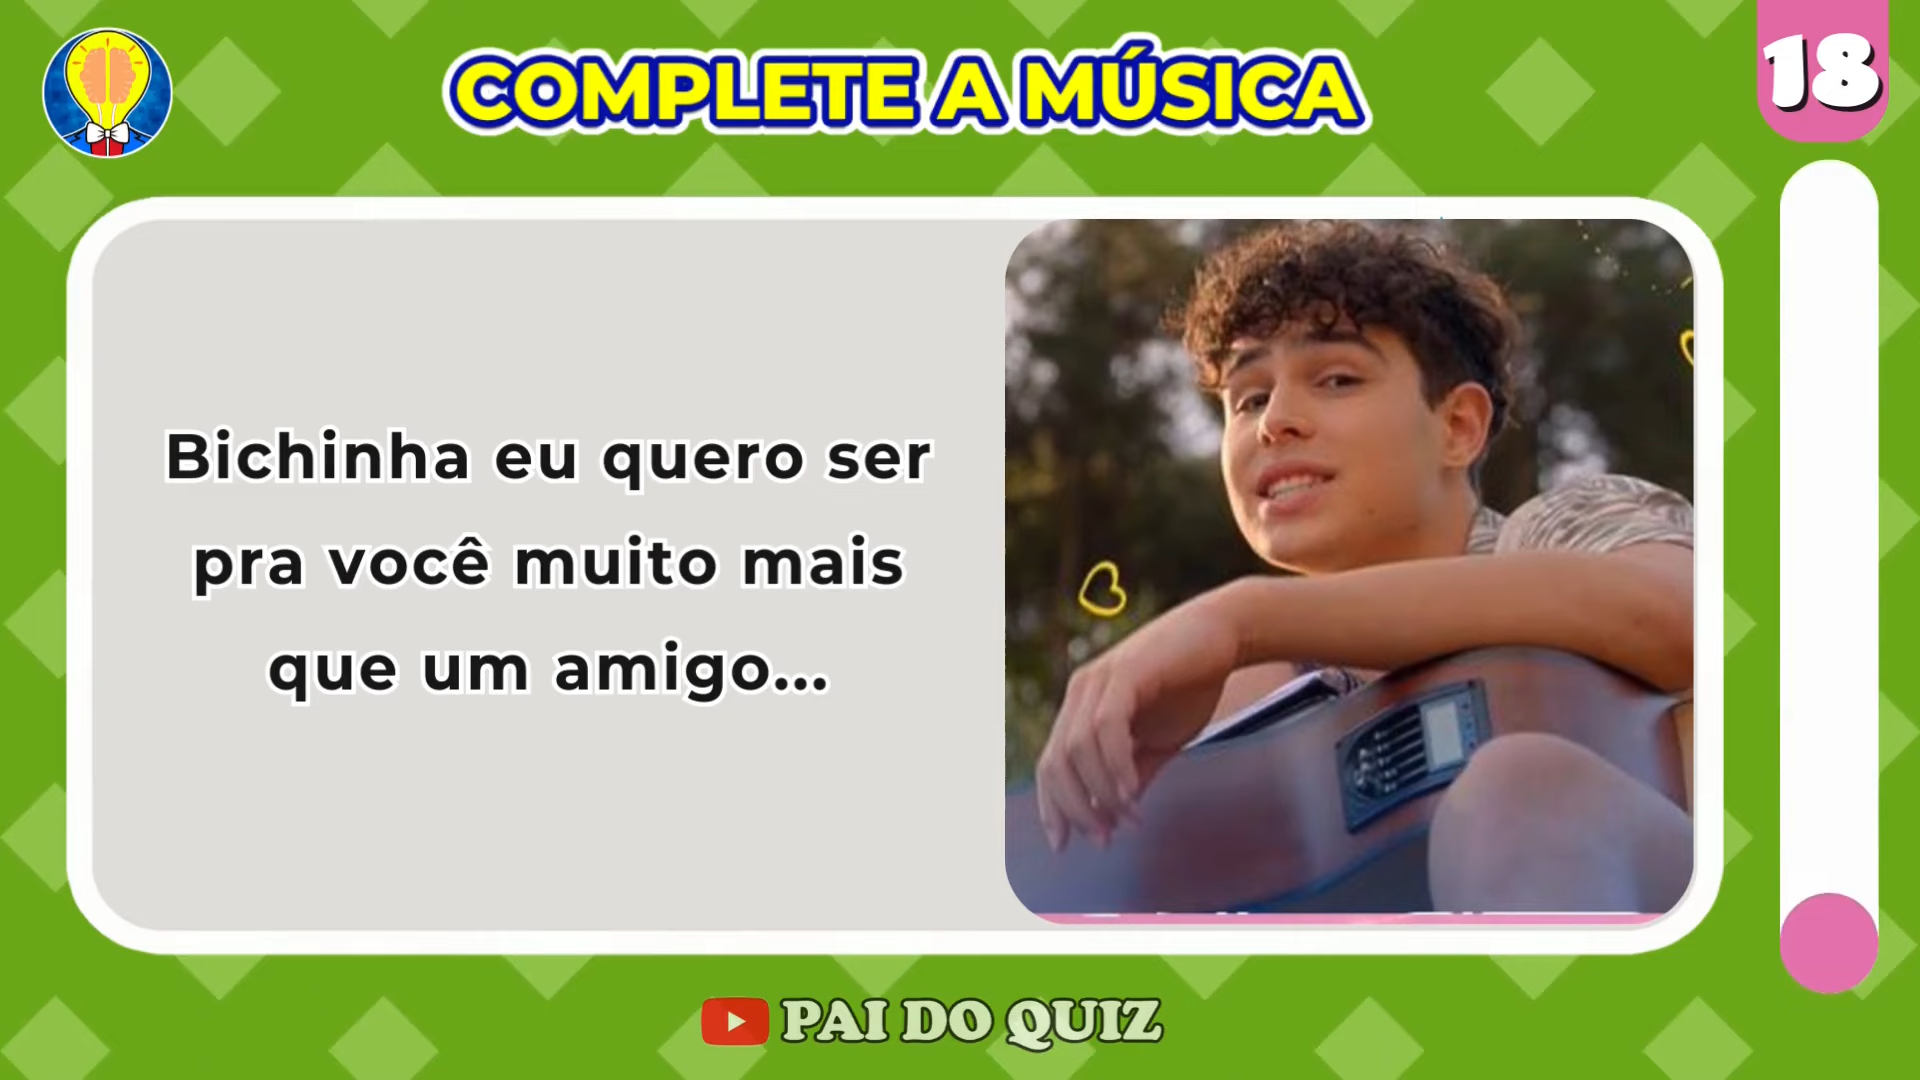 COMPLETE A MÚSICA
18
Bichinha eu quero ser
pra você muito mais
que um amigo...
PAI DO QUIZ